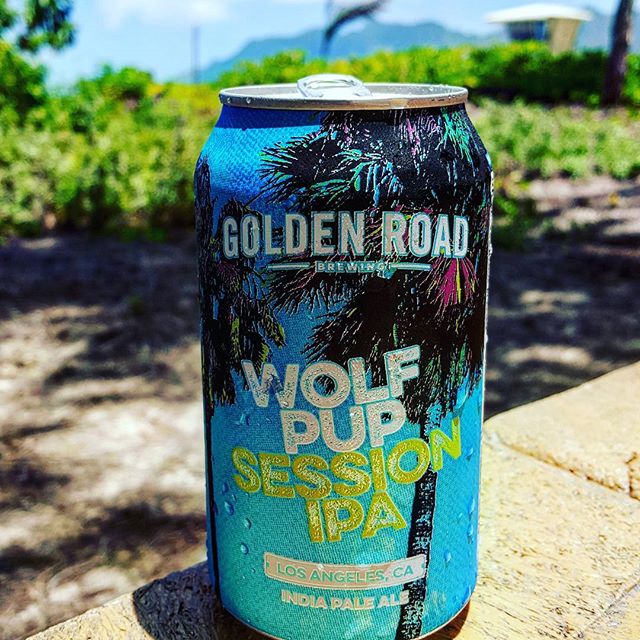 GOLDEN ROAD
BREWING
WOLF
PUP
SESSION
IPA
LOS ANGELES, CA
INDIA PALE ALE